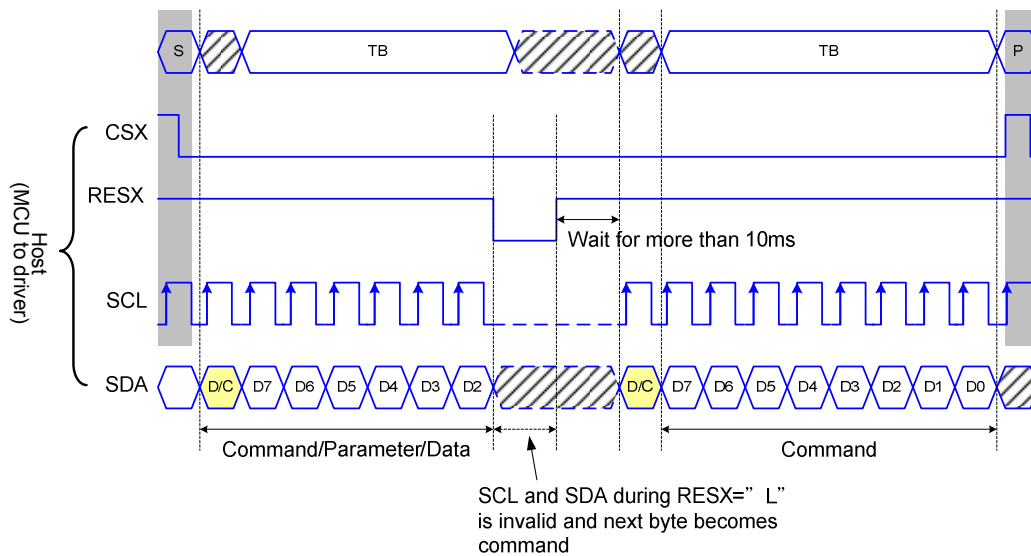 S TB TB P
CSX
RESX
Wait for more than 10ms
Host
(MCU to driver)
SCL
SDA D/C D7 D6 D5 D4 D3 D2 D/C D7 D6 D5 D4 D3 D2 D1 D0
Command/Parameter/Data Command
SCL and SDA during RESX=” L”
is invalid and next byte becomes
command